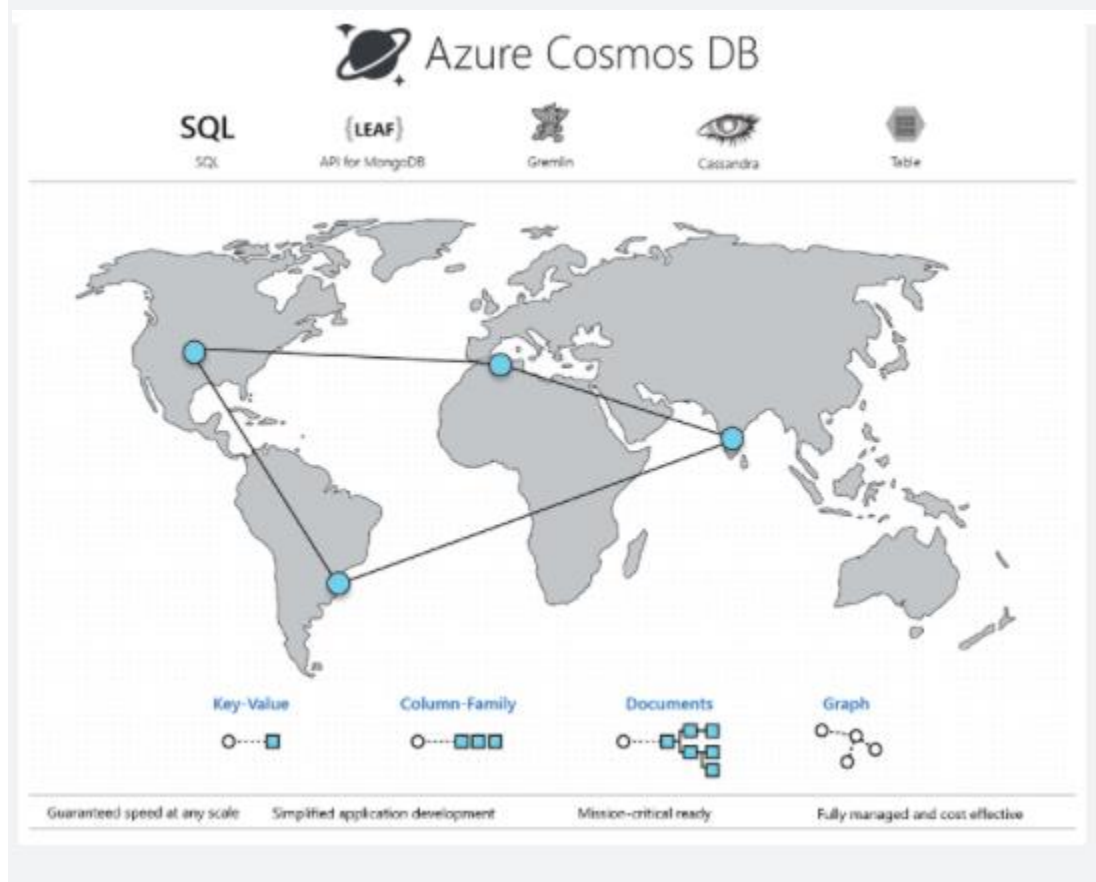 Azure Cosmos DB
SQL {LEAF}
SQL API for MongoDB Gremlin Cassandra Table
Key-Value Column-Family Documents Graph
Guaranteed speed at any scale Simplified application development Mission-critical ready Fully managed and cost effective